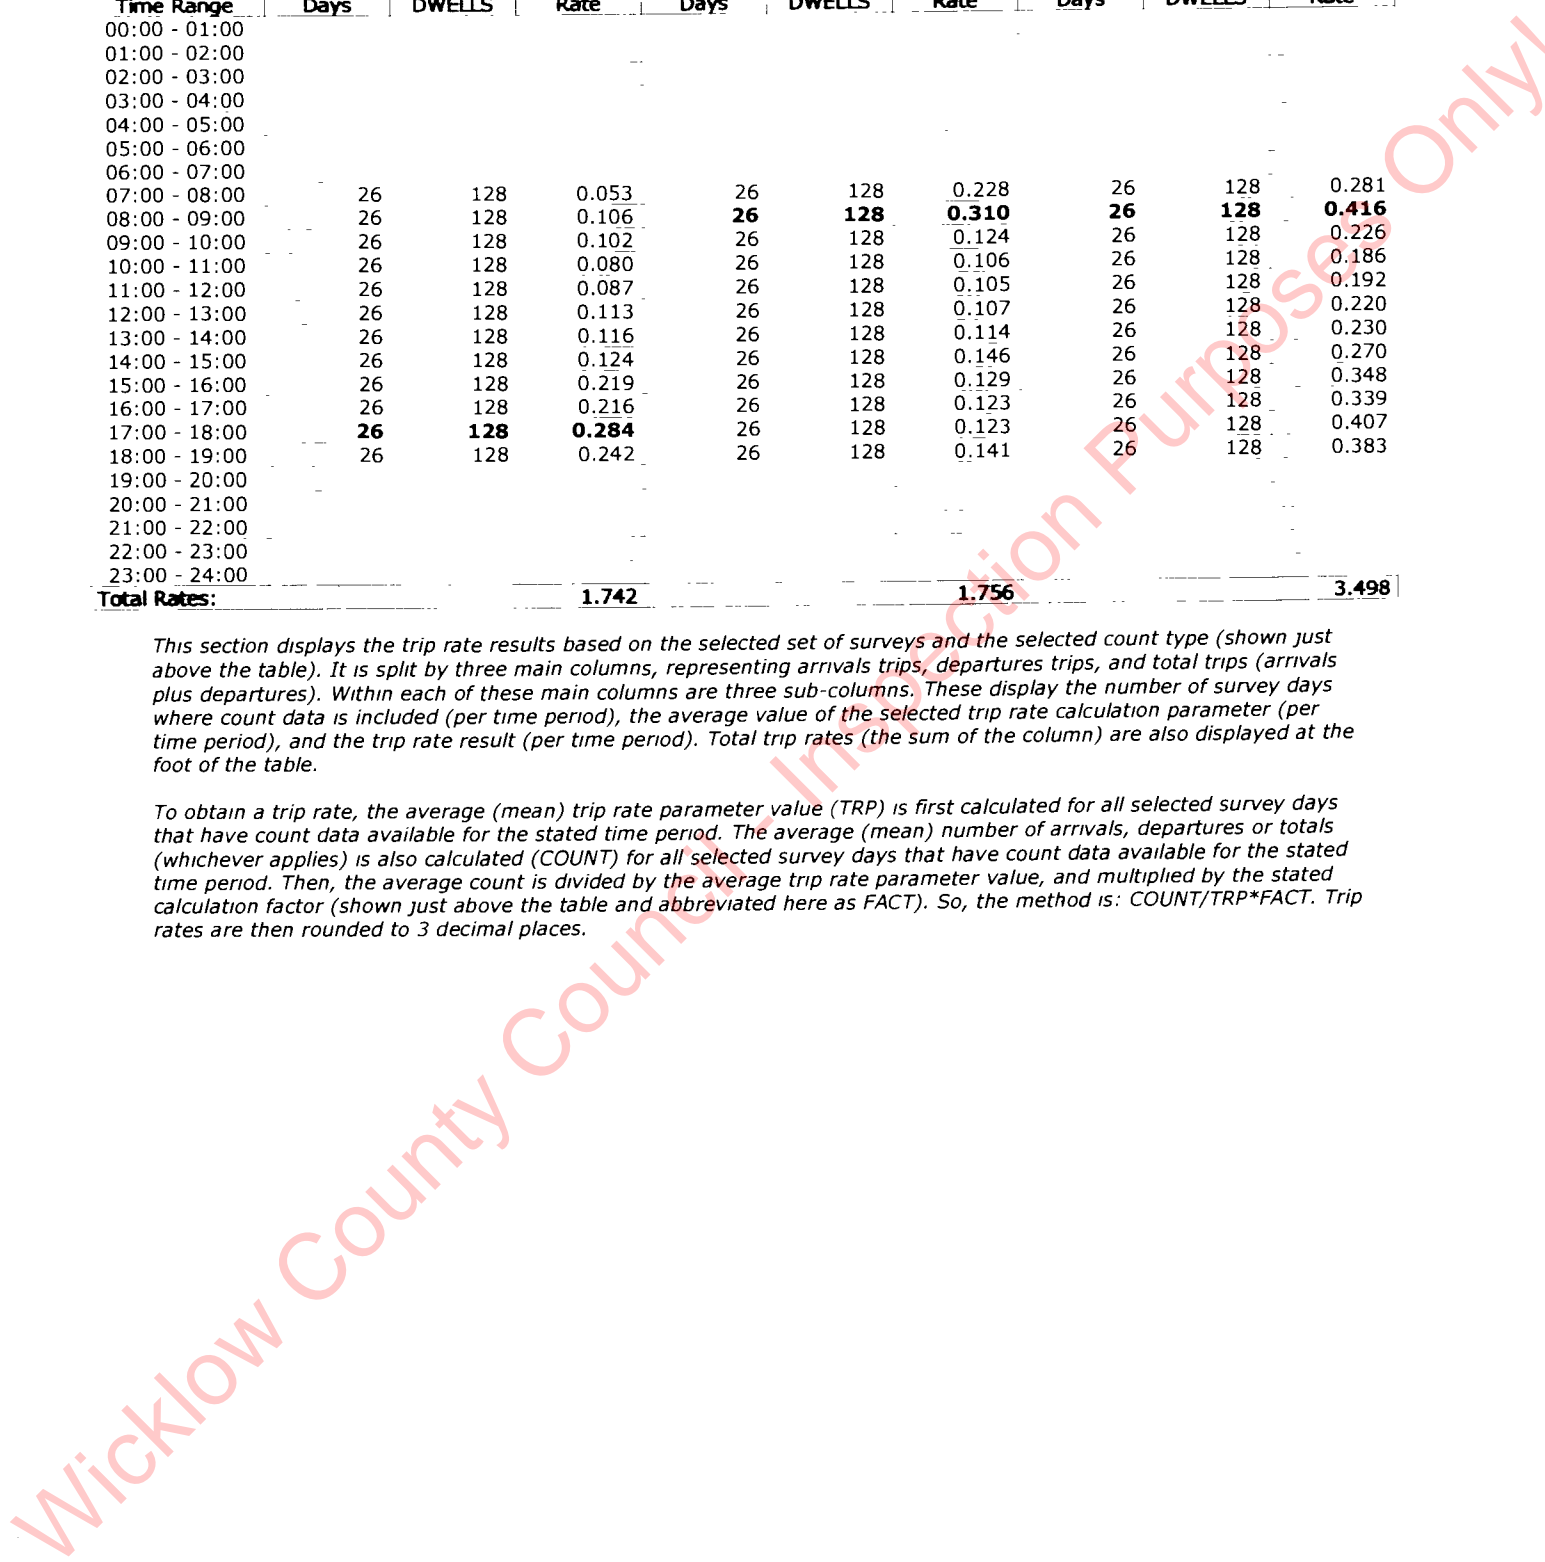 Time Range Days DWELLS Rate Days DWELLS Rate Days DWELLS Rate
00:00 - 01:00
01:00 - 02:00
02:00 - 03:00
03:00 - 04:00
04:00 - 05:00
05:00 - 06:00
06:00 - 07:00
07:00 - 08:00 26 128 0.053 26 128 0.228 26 128 0.281
08:00 - 09:00 26 128 0.106 26 128 0.310 26 128 0.416
09:00 - 10:00 26 128 0.102 26 128 0.124 26 128 0.226
10:00 - 11:00 26 128 0.080 26 128 0.106 26 128 0.186
11:00 - 12:00 26 128 0.087 26 128 0.105 26 128 0.192
12:00 - 13:00 26 128 0.113 26 128 0.107 26 128 0.220
13:00 - 14:00 26 128 0.116 26 128 0.114 26 128 0.230
14:00 - 15:00 26 128 0.124 26 128 0.146 26 128 0.270
15:00 - 16:00 26 128 0.219 26 128 0.129 26 128 0.348
16:00 - 17:00 26 128 0.216 26 128 0.123 26 128 0.339
17:00 - 18:00 26 128 0.284 26 128 0.123 26 128 0.407
18:00 - 19:00 26 128 0.242 26 128 0.141 26 128 0.383
19:00 - 20:00
20:00 - 21:00
21:00 - 22:00
22:00 - 23:00
23:00 - 24:00
Total Rates: 1.742 1.756 3.498
This section displays the trip rate results based on the selected set of surveys and the selected count type (shown just
above the table). It is split by three main columns, representing arrivals trips, departures trips, and total trips (arrivals
plus departures). Within each of these main columns are three sub-columns. These display the number of survey days
where count data is included (per time period), the average value of the selected trip rate calculation parameter (per
time period), and the trip rate result (per time period). Total trip rates (the sum of the column) are also displayed at the
foot of the table.
To obtain a trip rate, the average (mean) trip rate parameter value (TRP) is first calculated for all selected survey days
that have count data available for the stated time period. The average (mean) number of arrivals, departures or totals
(whichever applies) is also calculated (COUNT) for all selected survey days that have count data available for the stated
time period. Then, the average count is divided by the average trip rate parameter value, and multiplied by the stated
calculation factor (shown just above the table and abbreviated here as FACT). So, the method is: COUNT/TRP*FACT. Trip
rates are then rounded to 3 decimal places.
Wicklow County Council - Inspection Purposes Only!